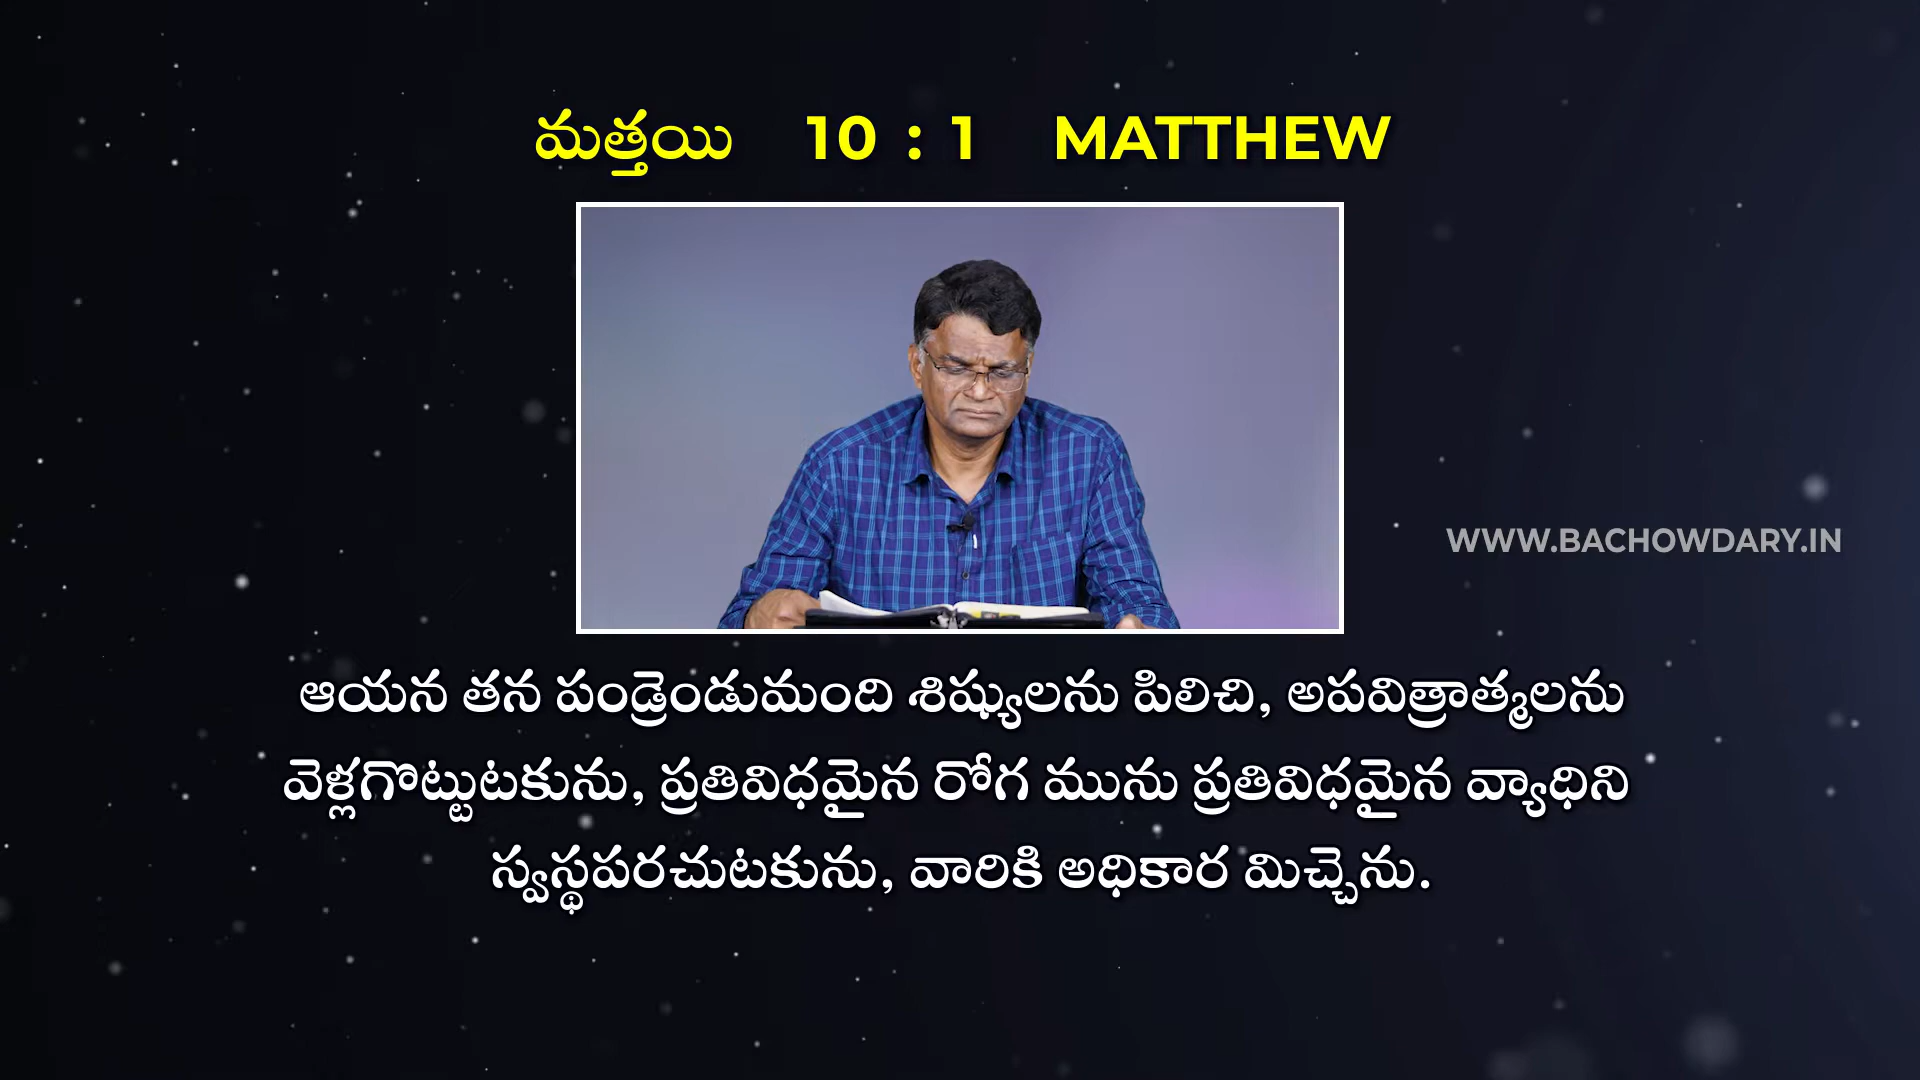 మత్తయి 10 : 1 MATTHEW
WWW.BACHOWDARY.IN
ఆయన తన పండ్రెండుమంది శిష్యులను పిలిచి, అపవిత్రాత్మలను
వెళ్లగొట్టుటకును, ప్రతివిధమైన రోగ మును ప్రతివిధమైన వ్యాధిని
స్వస్థపరచుటకును, వారికి అధికార మిచ్చెను.